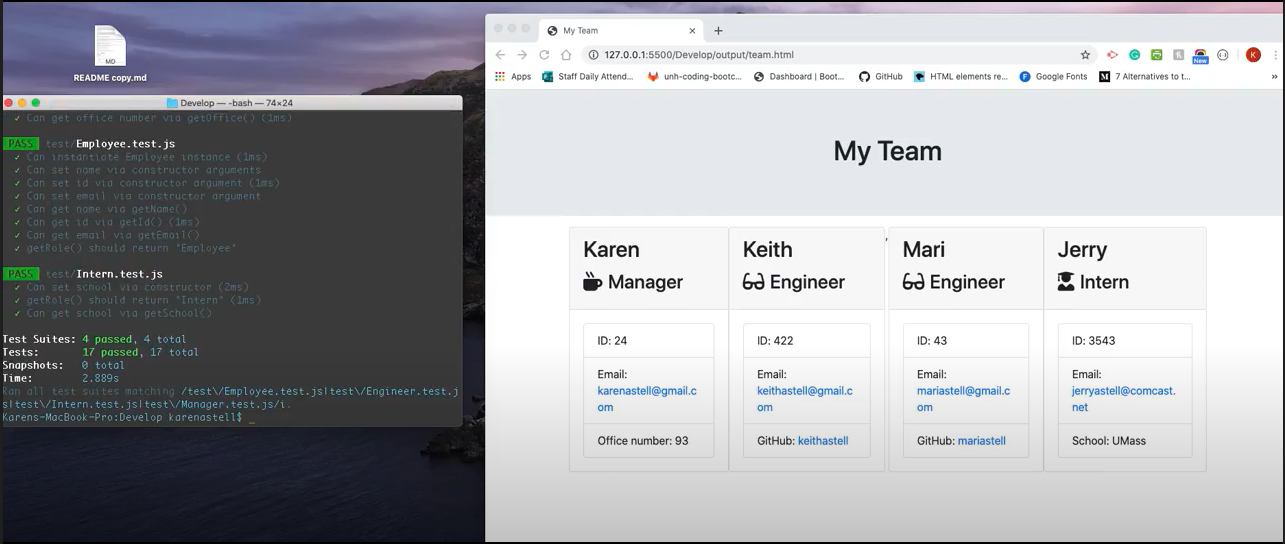 MD
README copy.md
Develop — -bash — 74×24
✓ Can get office number via getOffice() (1ms)
PASS test/Employee.test.js
✓ Can instantiate Employee instance (1ms)
✓ Can set name via constructor arguments
✓ Can set id via constructor argument (1ms)
✓ Can set email via constructor argument
✓ Can get name via getName()
✓ Can get id via getId() (1ms)
✓ Can get email via getEmail()
✓ getRole() should return "Employee"
PASS test/Intern.test.js
✓ Can set school via constructor (2ms)
✓ getRole() should return "Intern" (1ms)
✓ Can get school via getSchool()
Test Suites: 4 passed, 4 total
Tests: 17 passed, 17 total
Snapshots: 0 total
Time: 2.889s
Ran all test suites matching /test\/Employee.test.js|test\/Engineer.test.j
s|test\/Intern.test.js|test\/Manager.test.js/i.
Karens-MacBook-Pro:Develop karenastell$ _
My Team
127.0.0.1:5500/Develop/output/team.html
New
K
Apps Staff Daily Attend... unh-coding-bootc... Dashboard | Boot... GitHub HTML elements re... Google Fonts 7 Alternatives to t... »
My Team
Karen
Manager
ID: 24
Email:
karenastell@gmail.c
om
Office number: 93
Keith
Engineer
ID: 422
Email:
keithastell@gmail.c
om
GitHub: keithastell
,
Mari
Engineer
ID: 43
Email:
mariastell@gmail.c
om
GitHub: mariastell
Jerry
Intern
ID: 3543
Email:
jerryastell@comcast.
net
School: UMass